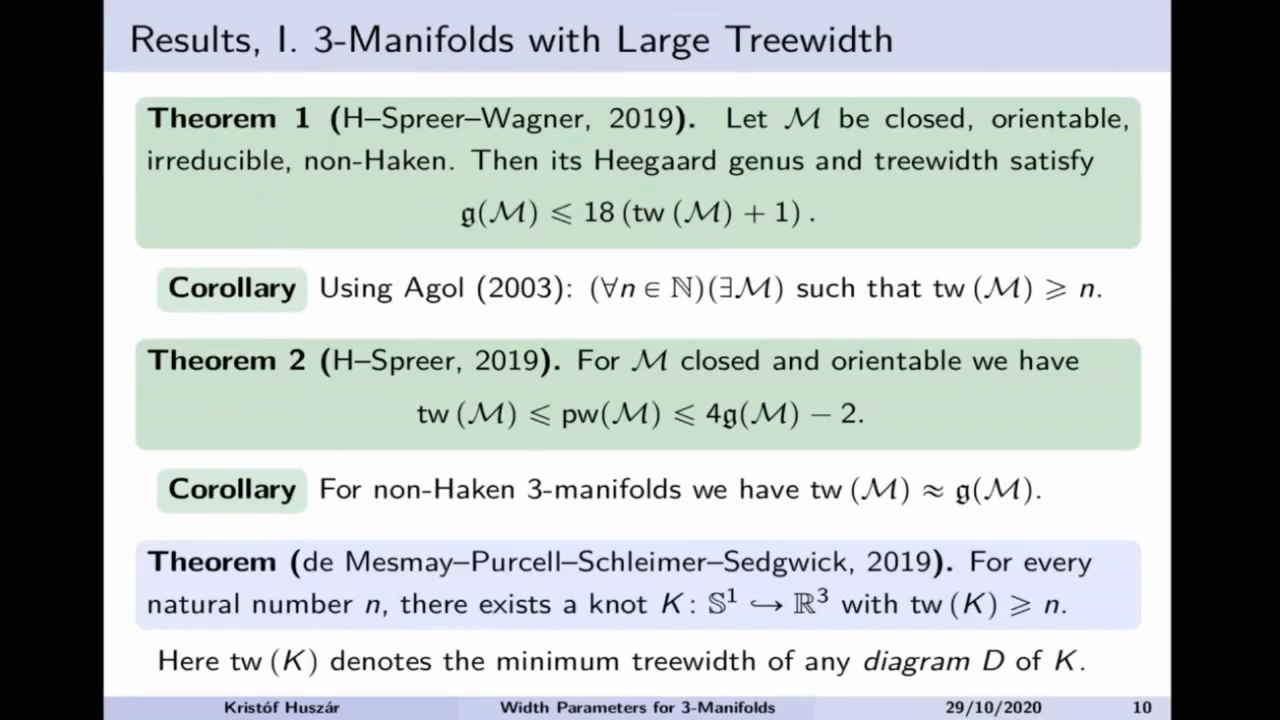 Results, I. 3-Manifolds with Large Treewidth
Theorem 1 (H–Spreer–Wagner, 2019). Let ℳ be closed, orientable,
irreducible, non-Haken. Then its Heegaard genus and treewidth satisfy
𝔤(ℳ) ⩽ 18 (tw (ℳ) + 1) .
Corollary Using Agol (2003): (∀n ∈ ℕ)(∃ℳ) such that tw (ℳ) ⩾ n.
Theorem 2 (H–Spreer, 2019). For ℳ closed and orientable we have
tw (ℳ) ⩽ pw(ℳ) ⩽ 4𝔤(ℳ) − 2.
Corollary For non-Haken 3-manifolds we have tw (ℳ) ≈ 𝔤(ℳ).
Theorem (de Mesmay–Purcell–Schleimer–Sedgwick, 2019). For every
natural number n, there exists a knot K: 𝕊¹ ↪ ℝ³ with tw (K) ⩾ n.
Here tw (K) denotes the minimum treewidth of any diagram D of K.
Kristóf Huszár Width Parameters for 3-Manifolds 29/10/2020 10